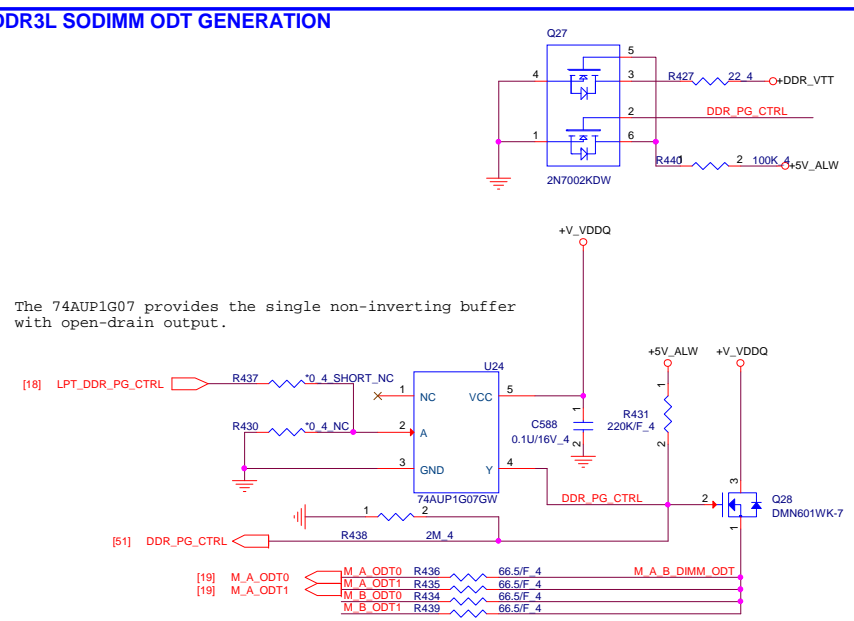 DDR3L SODIMM ODT GENERATION
Q27
5
4
3
R427
22_4
+DDR_VTT
2
DDR_PG_CTRL
1
6
R440
1
2
100K_4
+5V_ALW
2N7002KDW
+V_VDDQ
The 74AUP1G07 provides the single non-inverting buffer
with open-drain output.
+5V_ALW
+V_VDDQ
U24
[18]
LPT_DDR_PG_CTRL
R437
*0_4_SHORT_NC
1
NC
VCC
5
1
C588
0.1U/16V_4
2
1
R431
220K/F_4
2
R430
*0_4_NC
2
A
3
GND
Y
4
74AUP1G07GW
DDR_PG_CTRL
3
2
1
Q28
DMN601WK-7
1
2
[51]
DDR_PG_CTRL
R438
2M_4
[19]
M_A_ODT0
M_A_ODT0
R436
66.5/F_4
M_A_B_DIMM_ODT
[19]
M_A_ODT1
M_A_ODT1
R435
66.5/F_4
M_B_ODT0
R434
66.5/F_4
M_B_ODT1
R439
66.5/F_4